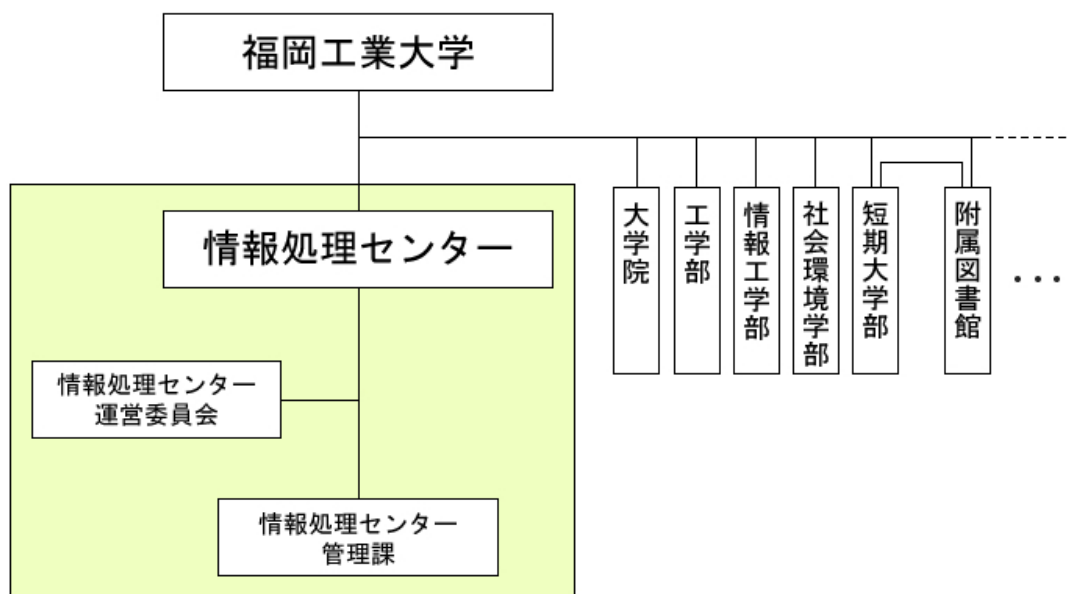 福岡工業大学
情報処理センター
大学院
工学部
情報工学部
社会環境学部
短期大学部
附属図書館
・・・
情報処理センター
運営委員会
情報処理センター
管理課